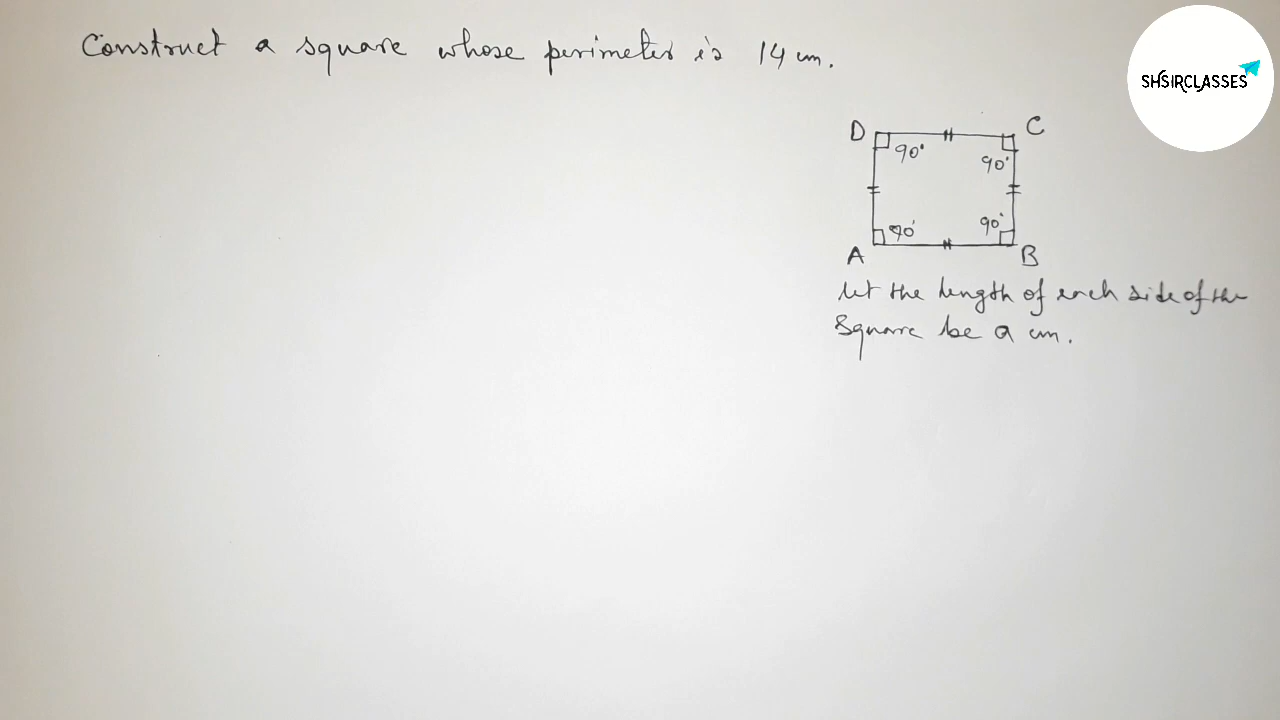 Construct a square whose perimeter is 14 cm.
SHSIRCLASSES
D C
90° 90°
90° 90°
A B
let the length of each side of the
square be a cm.